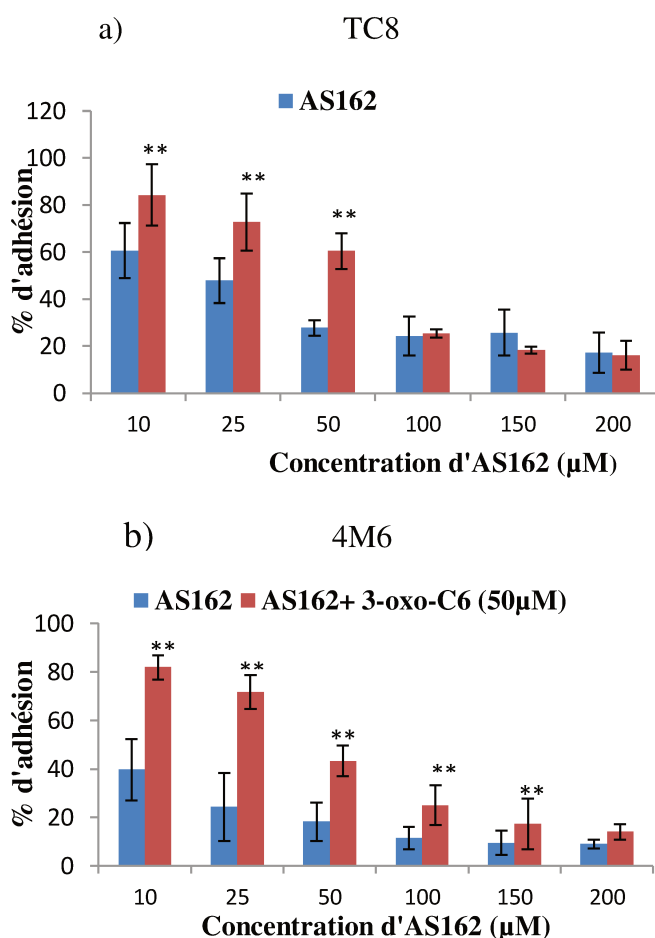 a) TC8
AS162
120
100
80
60
40
20
0
% d'adhésion
** ** **
10 25 50 100 150 200
Concentration d'AS162 (µM)
b) 4M6
AS162 AS162+ 3-oxo-C6 (50µM)
100
80
60
40
20
0
% d'adhésion
** ** ** ** **
10 25 50 100 150 200
Concentration d'AS162 (µM)